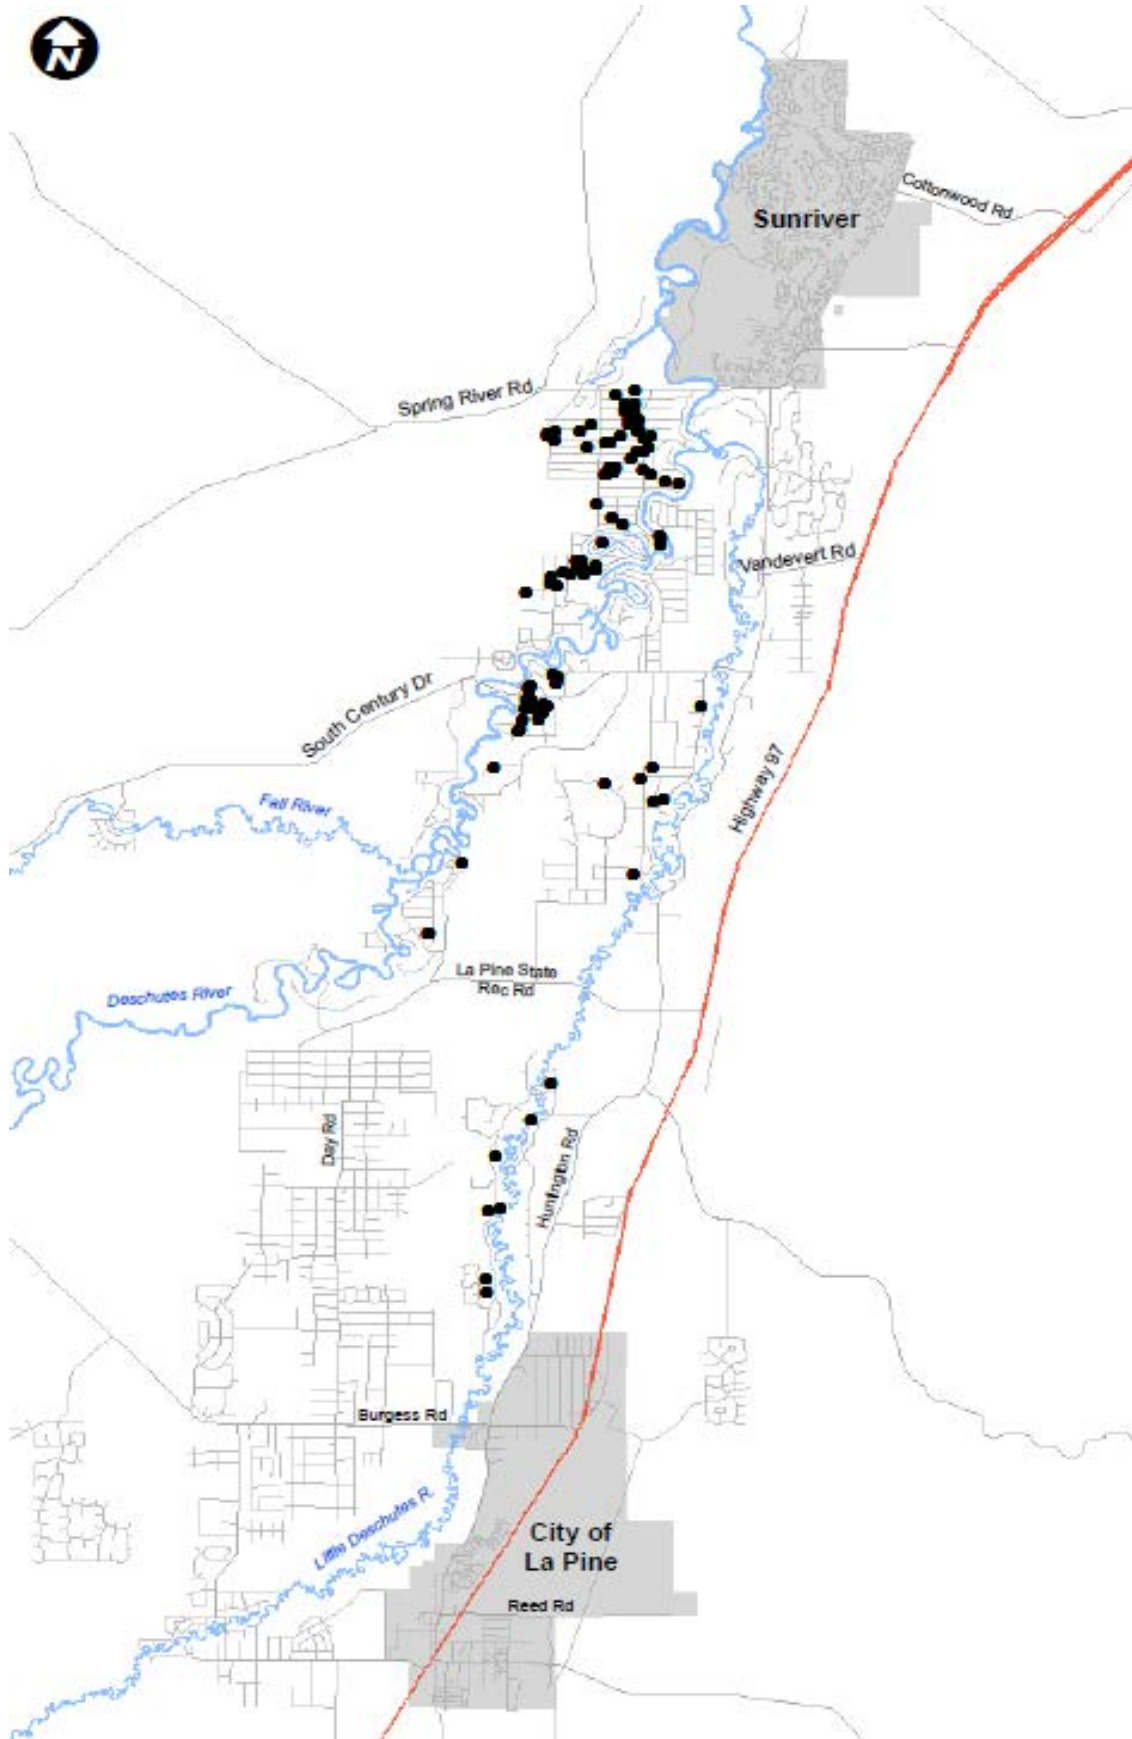 N
Cottonwood Rd
Sunriver
Spring River Rd
Vandevert Rd
South Century Dr
Highway 97
Fall River
La Pine State
Rec Rd
Deschutes River
Day Rd
Huntington Rd
Burgess Rd
Little Deschutes R.
City of
La Pine
Reed Rd